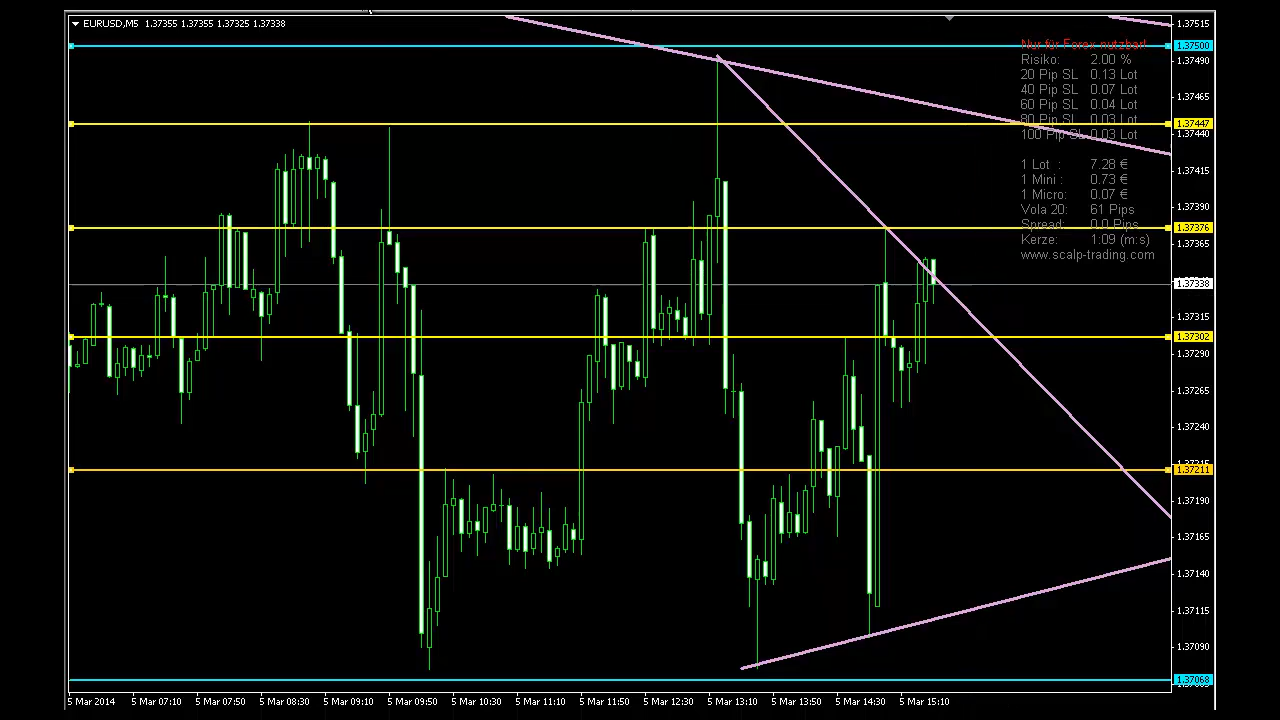 EURUSD,M5 1.37355 1.37355 1.37325 1.37338
1.37515
Nur für Forex nutzbar!
1.37500
Risiko: 2.00 %
1.37490
20 Pip SL 0.13 Lot
40 Pip SL 0.07 Lot
1.37465
60 Pip SL 0.04 Lot
80 Pip SL 0.03 Lot
1.37447
100 Pip SL 0.03 Lot
1.37440
1 Lot : 7.28 €
1.37415
1 Mini : 0.73 €
1 Micro: 0.07 €
Vola 20: 61 Pips
1.37390
Spread: 0.0 Pips
1.37376
Kerze: 1:09 (m:s)
1.37365
www.scalp-trading.com
1.37338
1.37315
1.37302
1.37290
1.37265
1.37240
1.37215
1.37211
1.37190
1.37165
1.37140
1.37115
1.37090
1.37068
5 Mar 2014 5 Mar 07:10 5 Mar 07:50 5 Mar 08:30 5 Mar 09:10 5 Mar 09:50 5 Mar 10:30 5 Mar 11:10 5 Mar 11:50 5 Mar 12:30 5 Mar 13:10 5 Mar 13:50 5 Mar 14:30 5 Mar 15:10